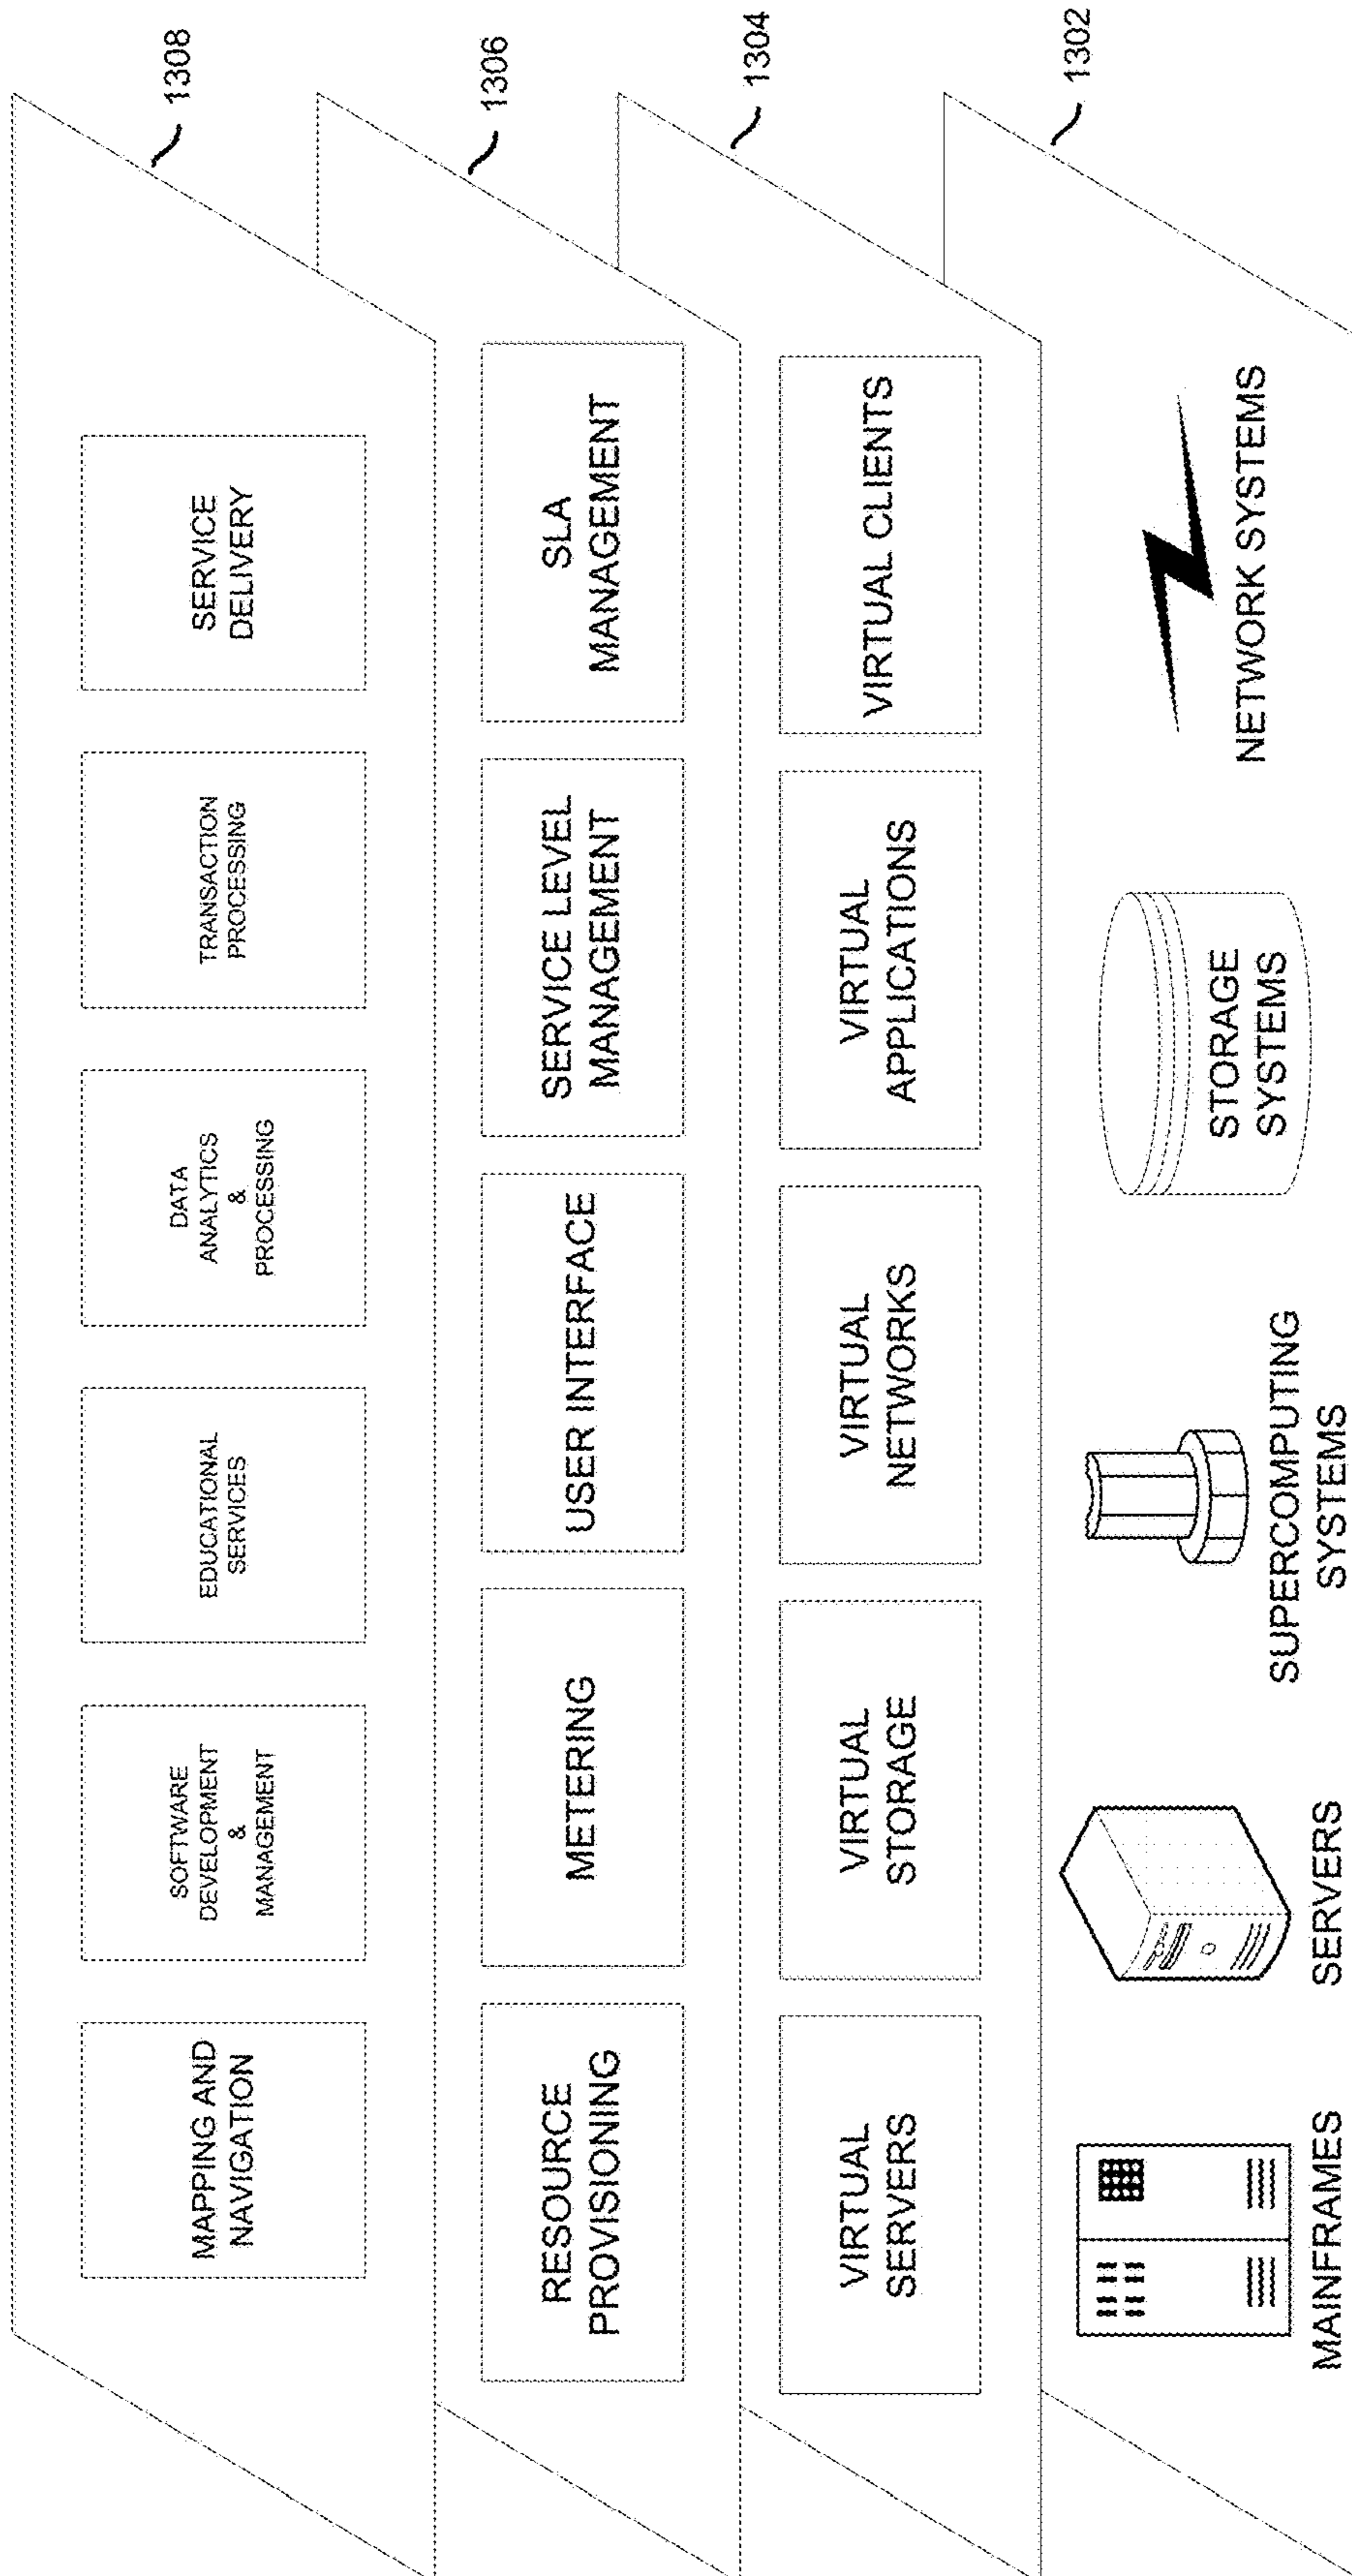 MAPPING AND
NAVIGATION
SOFTWARE
DEVELOPMENT
&
MANAGEMENT
EDUCATIONAL
SERVICES
DATA
ANALYTICS
&
PROCESSING
TRANSACTION
PROCESSING
SERVICE
DELIVERY
1308
RESOURCE
PROVISIONING
METERING
USER INTERFACE
SERVICE LEVEL
MANAGEMENT
SLA
MANAGEMENT
1306
VIRTUAL
SERVERS
VIRTUAL
STORAGE
VIRTUAL
NETWORKS
VIRTUAL
APPLICATIONS
VIRTUAL CLIENTS
1304
MAINFRAMES
SERVERS
SUPERCOMPUTING
SYSTEMS
STORAGE
SYSTEMS
NETWORK SYSTEMS
1302